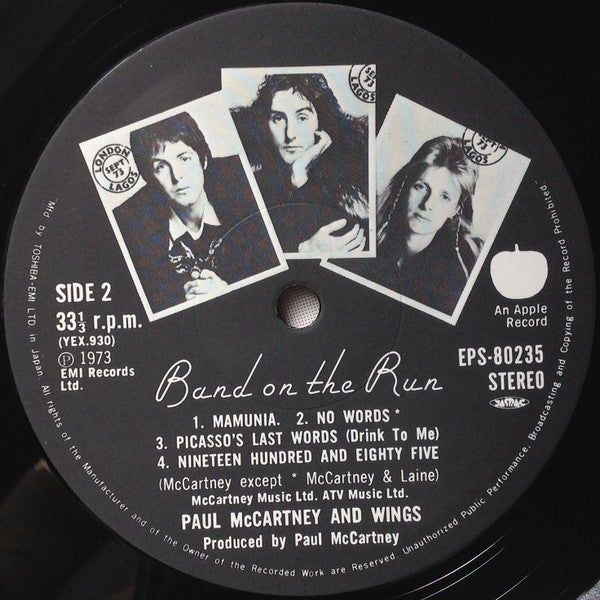 LONDON
SEPT
73
LAGOS
SEPT
73
LAGOS
SEPT
73
LAGOS
SIDE 2
33⅓ r.p.m.
(YEX.930)
Ⓟ 1973
EMI Records
Ltd.
An Apple
Record
EPS-80235
STEREO
JASRAC
Band on the Run
1. MAMUNIA. 2. NO WORDS *
3. PICASSO'S LAST WORDS (Drink To Me)
4. NINETEEN HUNDRED AND EIGHTY FIVE
(McCartney except * McCartney & Laine)
McCartney Music Ltd. ATV Music Ltd.
PAUL McCARTNEY AND WINGS
Produced by Paul McCartney
Mfd by TOSHIBA-EMI LTD. in Japan. All rights of the Manufacturer and of the Owner of the Recorded Work are Reserved. Unauthorized Public Performance, Broadcasting and Copying of the Record Prohibited.